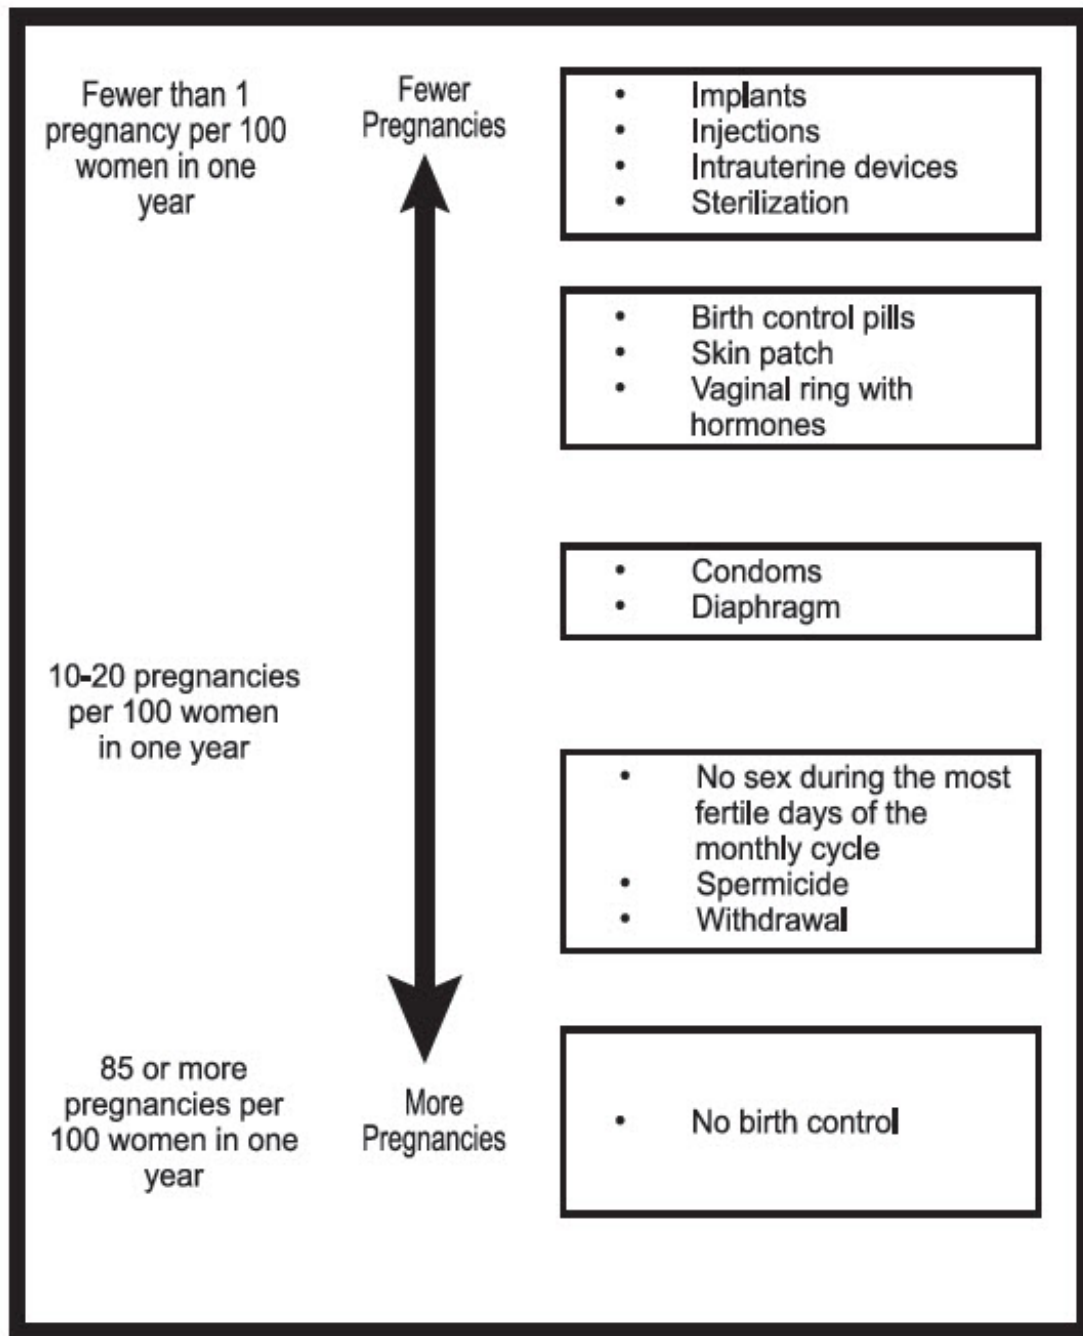 Fewer than 1
pregnancy per 100
women in one
year
Fewer
Pregnancies
• Implants
• Injections
• Intrauterine devices
• Sterilization
• Birth control pills
• Skin patch
• Vaginal ring with
hormones
• Condoms
• Diaphragm
10-20 pregnancies
per 100 women
in one year
• No sex during the most
fertile days of the
monthly cycle
• Spermicide
• Withdrawal
85 or more
pregnancies per
100 women in one
year
More
Pregnancies
• No birth control